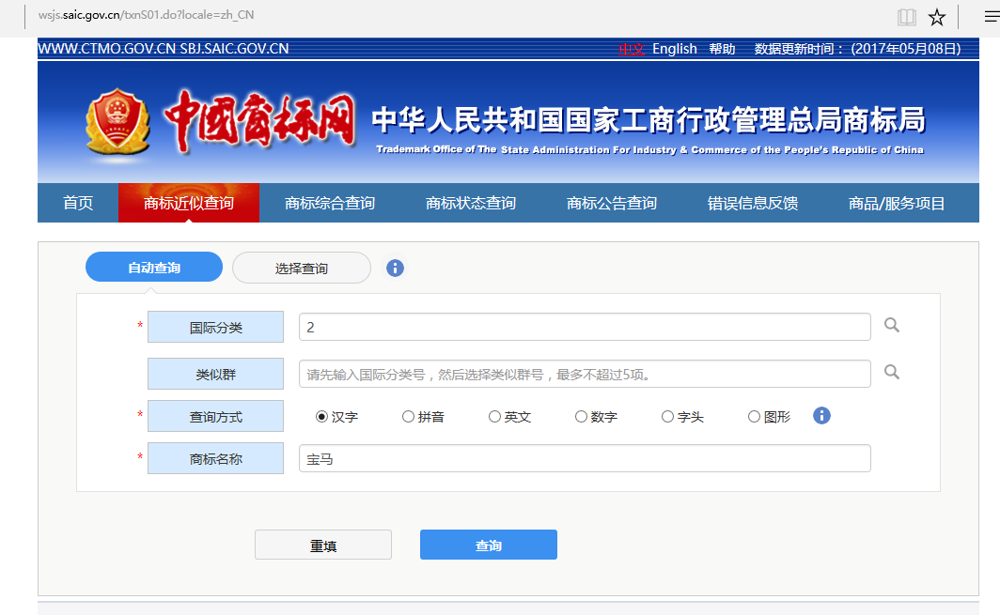 wsjs.saic.gov.cn/txnS01.do?locale=zh_CN
WWW.CTMO.GOV.CN SBJ.SAIC.GOV.CN 中文 English 帮助 数据更新时间： (2017年05月08日)
中国商标网 中华人民共和国国家工商行政管理总局商标局
Trademark Office of The State Administration For Industry & Commerce of the People's Republic of China
首页 商标近似查询 商标综合查询 商标状态查询 商标公告查询 错误信息反馈 商品/服务项目
自动查询 选择查询
* 国际分类 2
类似群 请先输入国际分类号，然后选择类似群号，最多不超过5项。
* 查询方式 汉字 拼音 英文 数字 字头 图形
* 商标名称 宝马
重填 查询